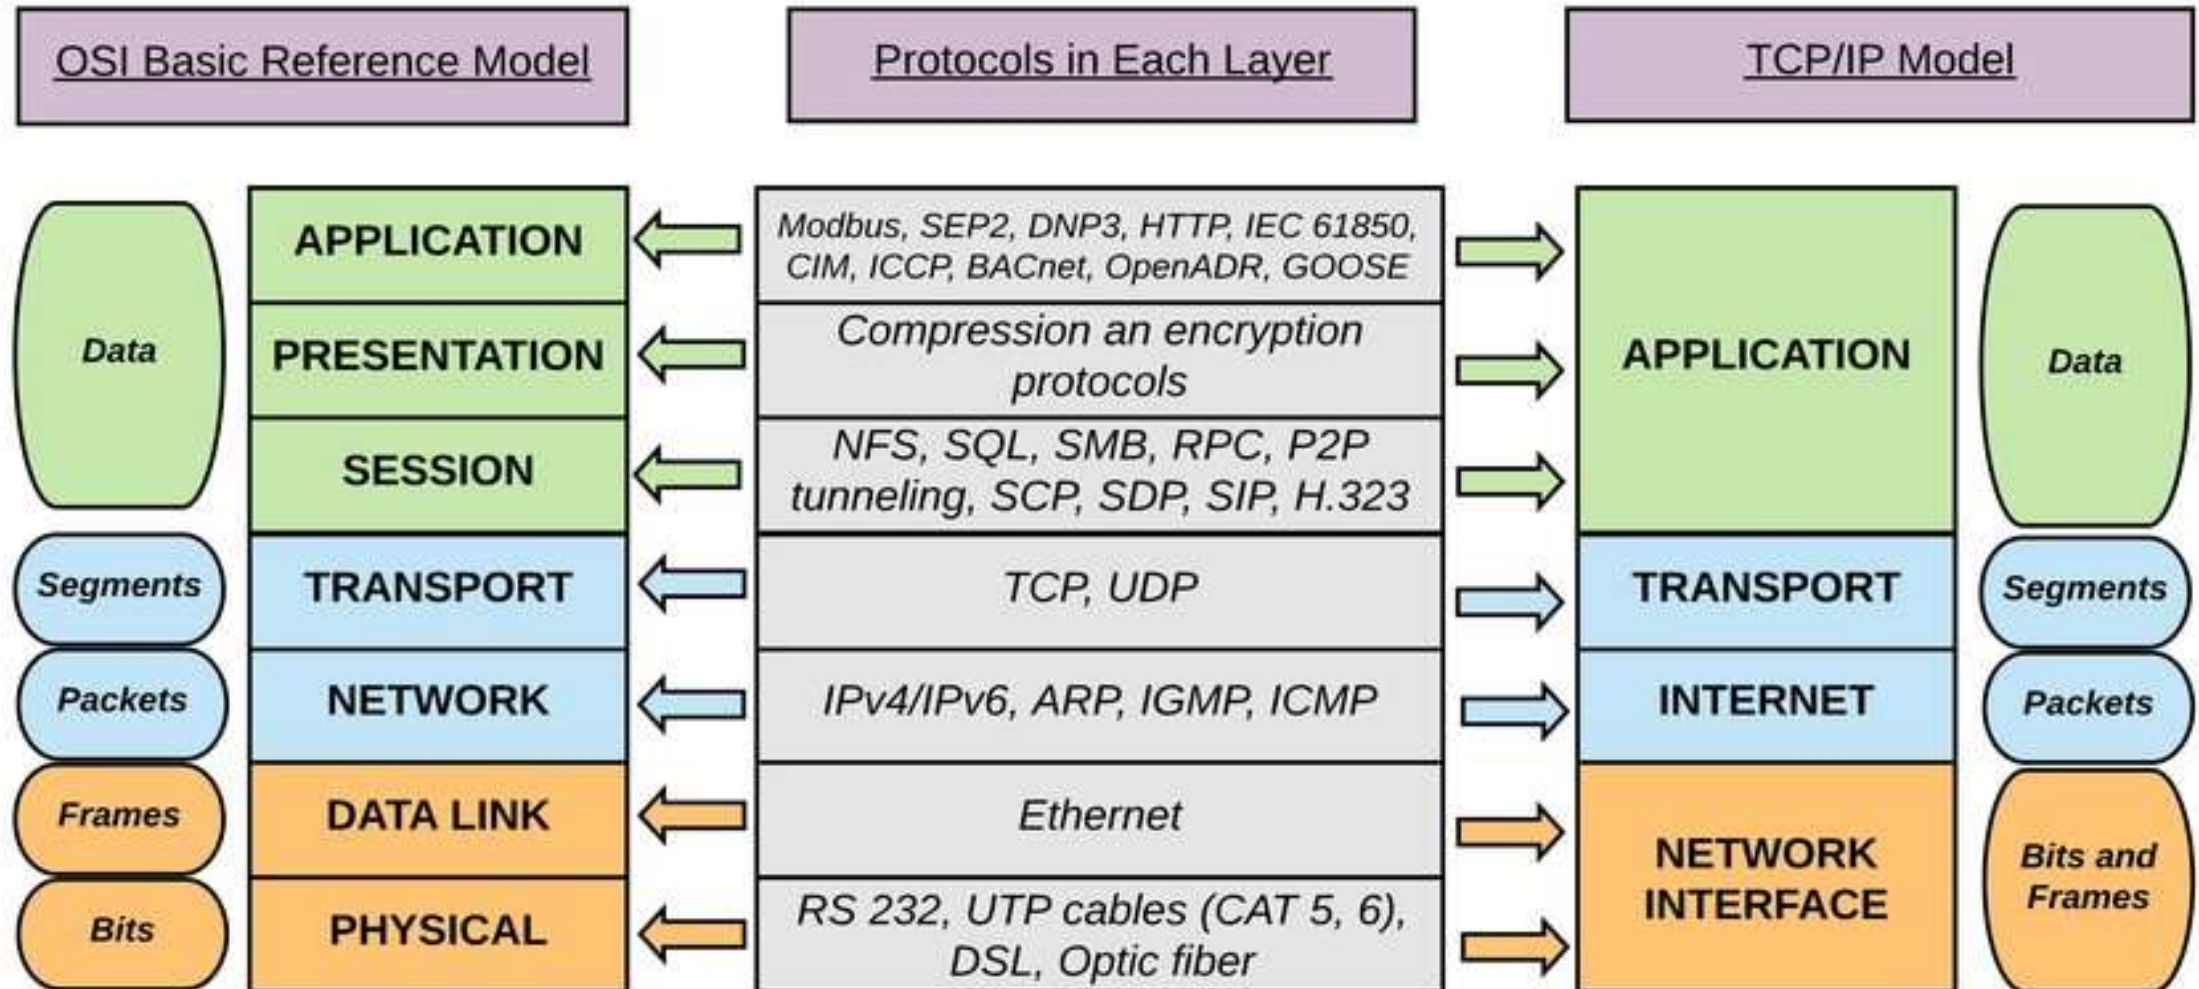 OSI Basic Reference Model
Protocols in Each Layer
TCP/IP Model
Data
APPLICATION
Modbus, SEP2, DNP3, HTTP, IEC 61850,
CIM, ICCP, BACnet, OpenADR, GOOSE
APPLICATION
Data
PRESENTATION
Compression an encryption
protocols
SESSION
NFS, SQL, SMB, RPC, P2P
tunneling, SCP, SDP, SIP, H.323
Segments
TRANSPORT
TCP, UDP
TRANSPORT
Segments
Packets
NETWORK
IPv4/IPv6, ARP, IGMP, ICMP
INTERNET
Packets
Frames
DATA LINK
Ethernet
NETWORK
INTERFACE
Bits and
Frames
Bits
PHYSICAL
RS 232, UTP cables (CAT 5, 6),
DSL, Optic fiber